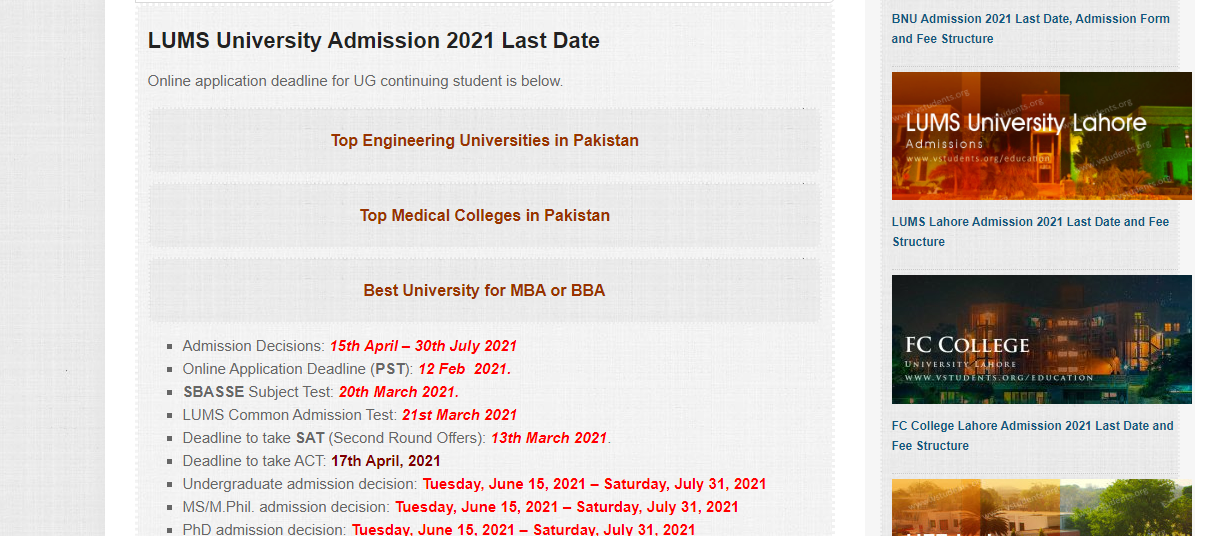 LUMS University Admission 2021 Last Date
Online application deadline for UG continuing student is below.
Top Engineering Universities in Pakistan
Top Medical Colleges in Pakistan
Best University for MBA or BBA
Admission Decisions: 15th April – 30th July 2021
Online Application Deadline (PST): 12 Feb  2021.
SBASSE Subject Test: 20th March 2021.
LUMS Common Admission Test: 21st March 2021
Deadline to take SAT (Second Round Offers): 13th March 2021.
Deadline to take ACT: 17th April, 2021
Undergraduate admission decision: Tuesday, June 15, 2021 – Saturday, July 31, 2021
MS/M.Phil. admission decision: Tuesday, June 15, 2021 – Saturday, July 31, 2021
PhD admission decision: Tuesday, June 15, 2021 – Saturday, July 31, 2021
BNU Admission 2021 Last Date, Admission Form
and Fee Structure
LUMS University Lahore
Admissions
www.vstudents.org/education
LUMS Lahore Admission 2021 Last Date and Fee
Structure
FC College
University Lahore
www.vstudents.org/education
FC College Lahore Admission 2021 Last Date and
Fee Structure